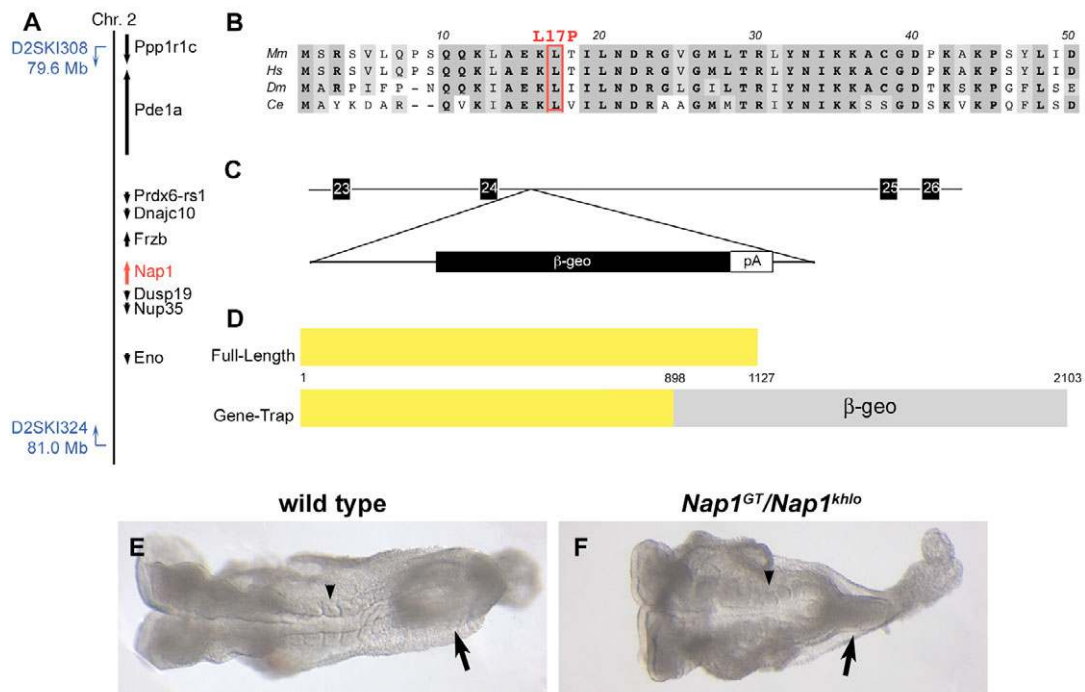 A
Chr. 2
D2SKI308
79.6 Mb
Ppp1r1c
Pde1a
Prdx6-rs1
Dnajc10
Frzb
Nap1
Dusp19
Nup35
Eno
D2SKI324
81.0 Mb
B
L17P
10 20 30 40 50
Mm M S R S V L Q P S Q Q K L A E K L T I L N D R G V G M L T R L Y N I K K A C G D P K A K P S Y L I D
Hs M S R S V L Q P S Q Q K L A E K L T I L N D R G V G M L T R L Y N I K K A C G D P K A K P S Y L I D
Dm M A R P I F P - N Q Q K I A E K L I I L N D R G L G I L T R I Y N I K K A C G D T K S K P G F L S E
Ce M A Y K D A R - - Q V K I A E K L V I L N D R A A G M M T R I Y N I K K S S G D S K V K P Q F L S D
C
23 24 25 26
β-geo pA
D
Full-Length
1 898 1127 2103
Gene-Trap β-geo
wild type
Nap1GT/Nap1khlo
E
F